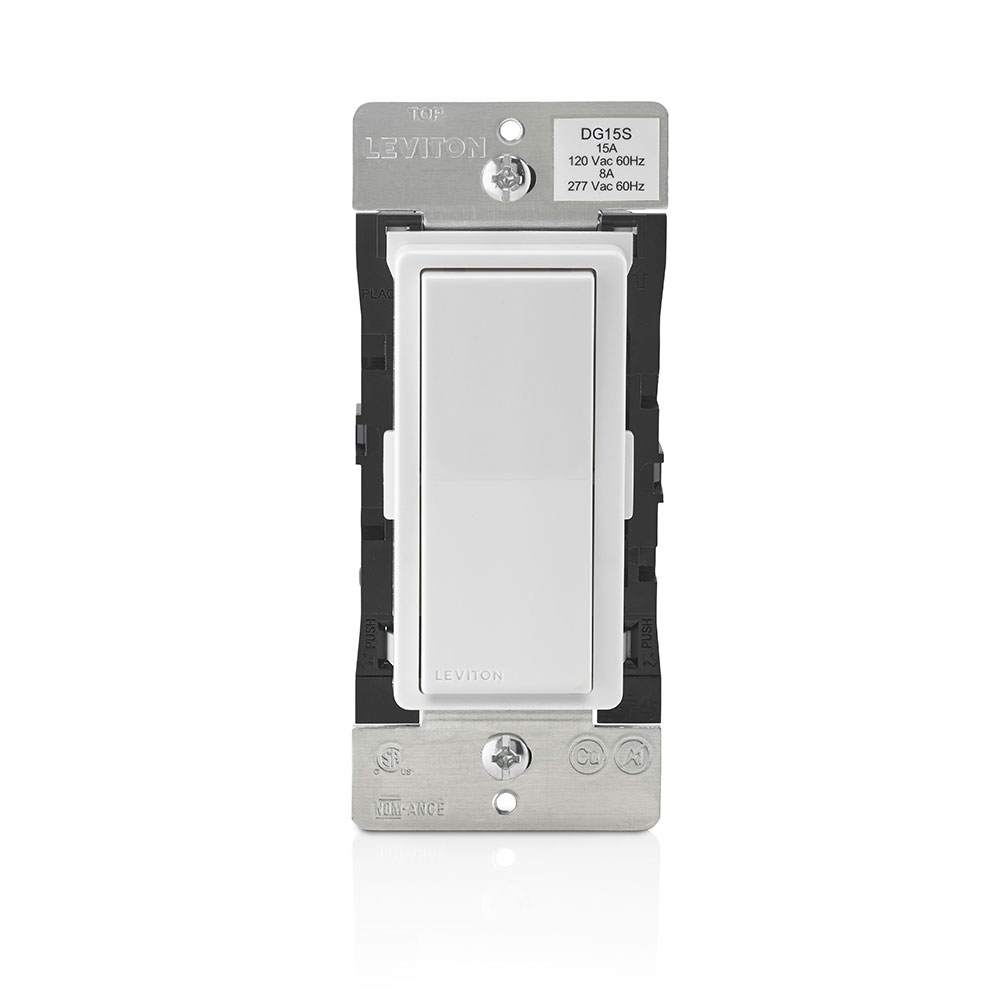 TOP
LEVITON
DG15S
15A
120 Vac 60Hz
8A
277 Vac 60Hz
PLAC
PUSH
PUSH
LEVITON
C SA US
Cu Al
NOM-ANCE